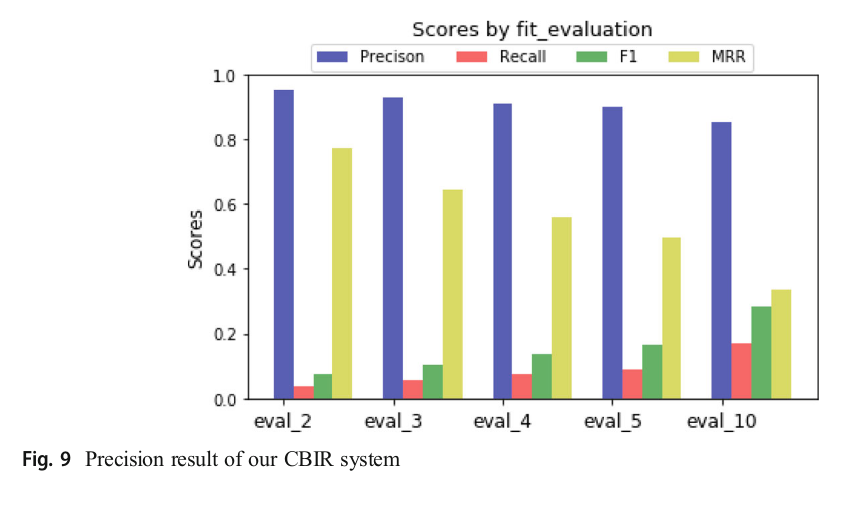 Scores by fit_evaluation
Precison Recall F1 MRR
1.0
0.8
0.6
0.4
0.2
0.0
Scores
eval_2 eval_3 eval_4 eval_5 eval_10
Fig. 9 Precision result of our CBIR system